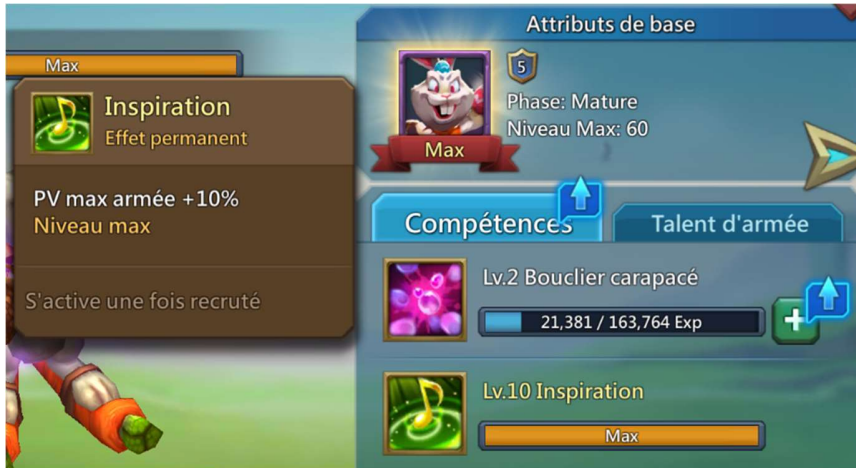 Max
Inspiration
Effet permanent
PV max armée +10%
Niveau max
S'active une fois recruté
Attributs de base
5
Phase: Mature
Niveau Max: 60
Max
Compétences
Talent d'armée
Lv.2 Bouclier carapacé
21,381 / 163,764 Exp
Lv.10 Inspiration
Max